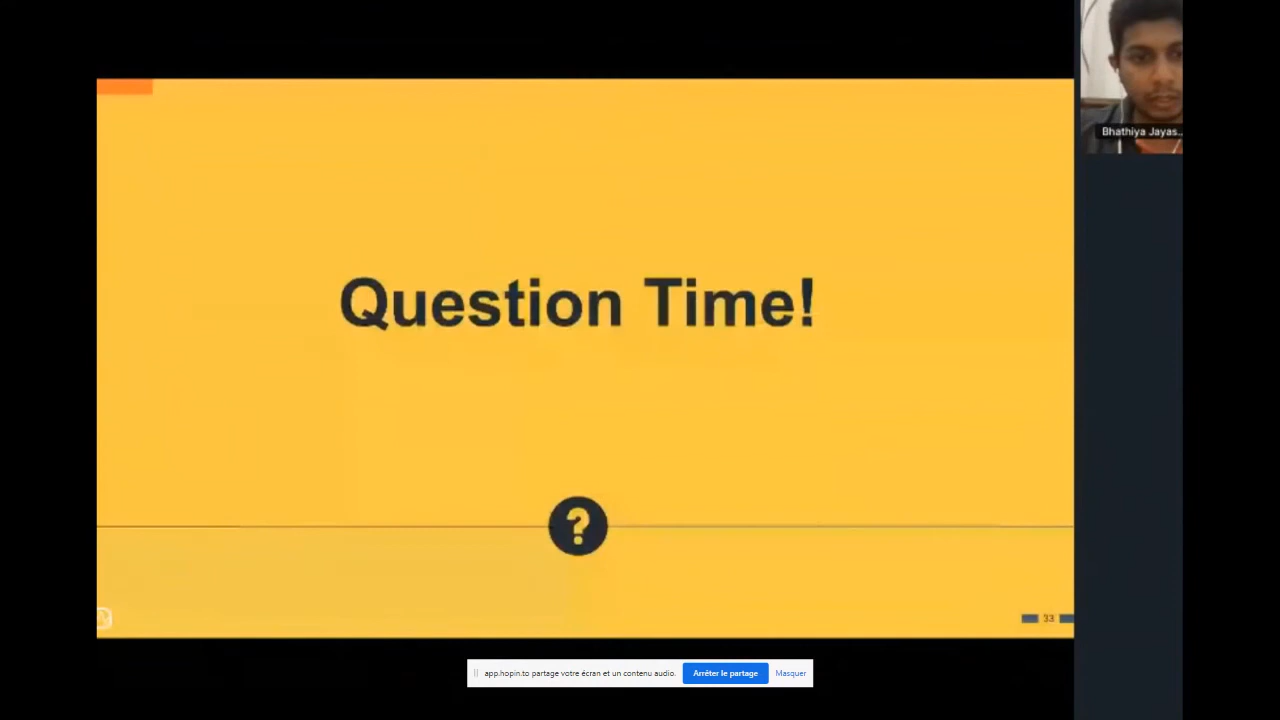 Bhathiya Jayas..
Question Time!
?
33
app.hopin.to partage votre écran et un contenu audio.
Arrêter le partage
Masquer